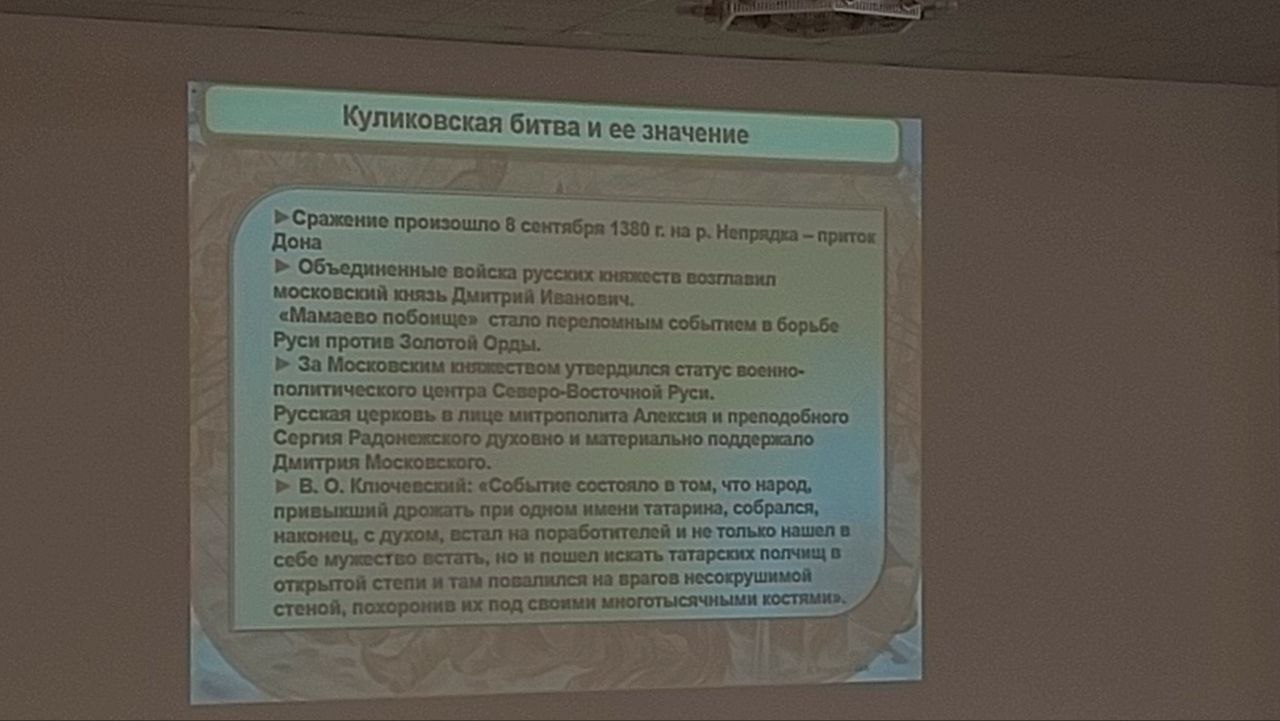 Куликовская битва и ее значение
►Сражение произошло 8 сентября 1380 г. на р. Непрядка – приток
Дона
► Объединенные войска русских княжеств возглавил
московский князь Дмитрий Иванович.
«Мамаево побоище» стало переломным событием в борьбе
Руси против Золотой Орды.
► За Московским княжеством утвердился статус военно-
политического центра Северо-Восточной Руси.
Русская церковь в лице митрополита Алексия и преподобного
Сергия Радонежского духовно и материально поддержало
Дмитрия Московского.
► В. О. Ключевский: «Событие состояло в том, что народ,
привыкший дрожать при одном имени татарина, собрался,
наконец, с духом, встал на поработителей и не только нашел в
себе мужество встать, но и пошел искать татарских полчищ в
открытой степи и там повалился на врагов несокрушимой
стеной, похоронив их под своими многотысячными костями».